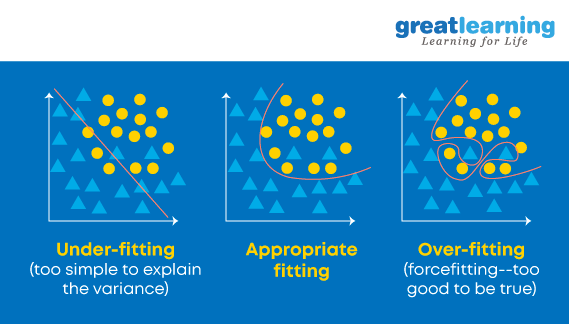 greatlearning
Learning for Life
Under-fitting
(too simple to explain
the variance)
Appropriate
fitting
Over-fitting
(forcefitting--too
good to be true)